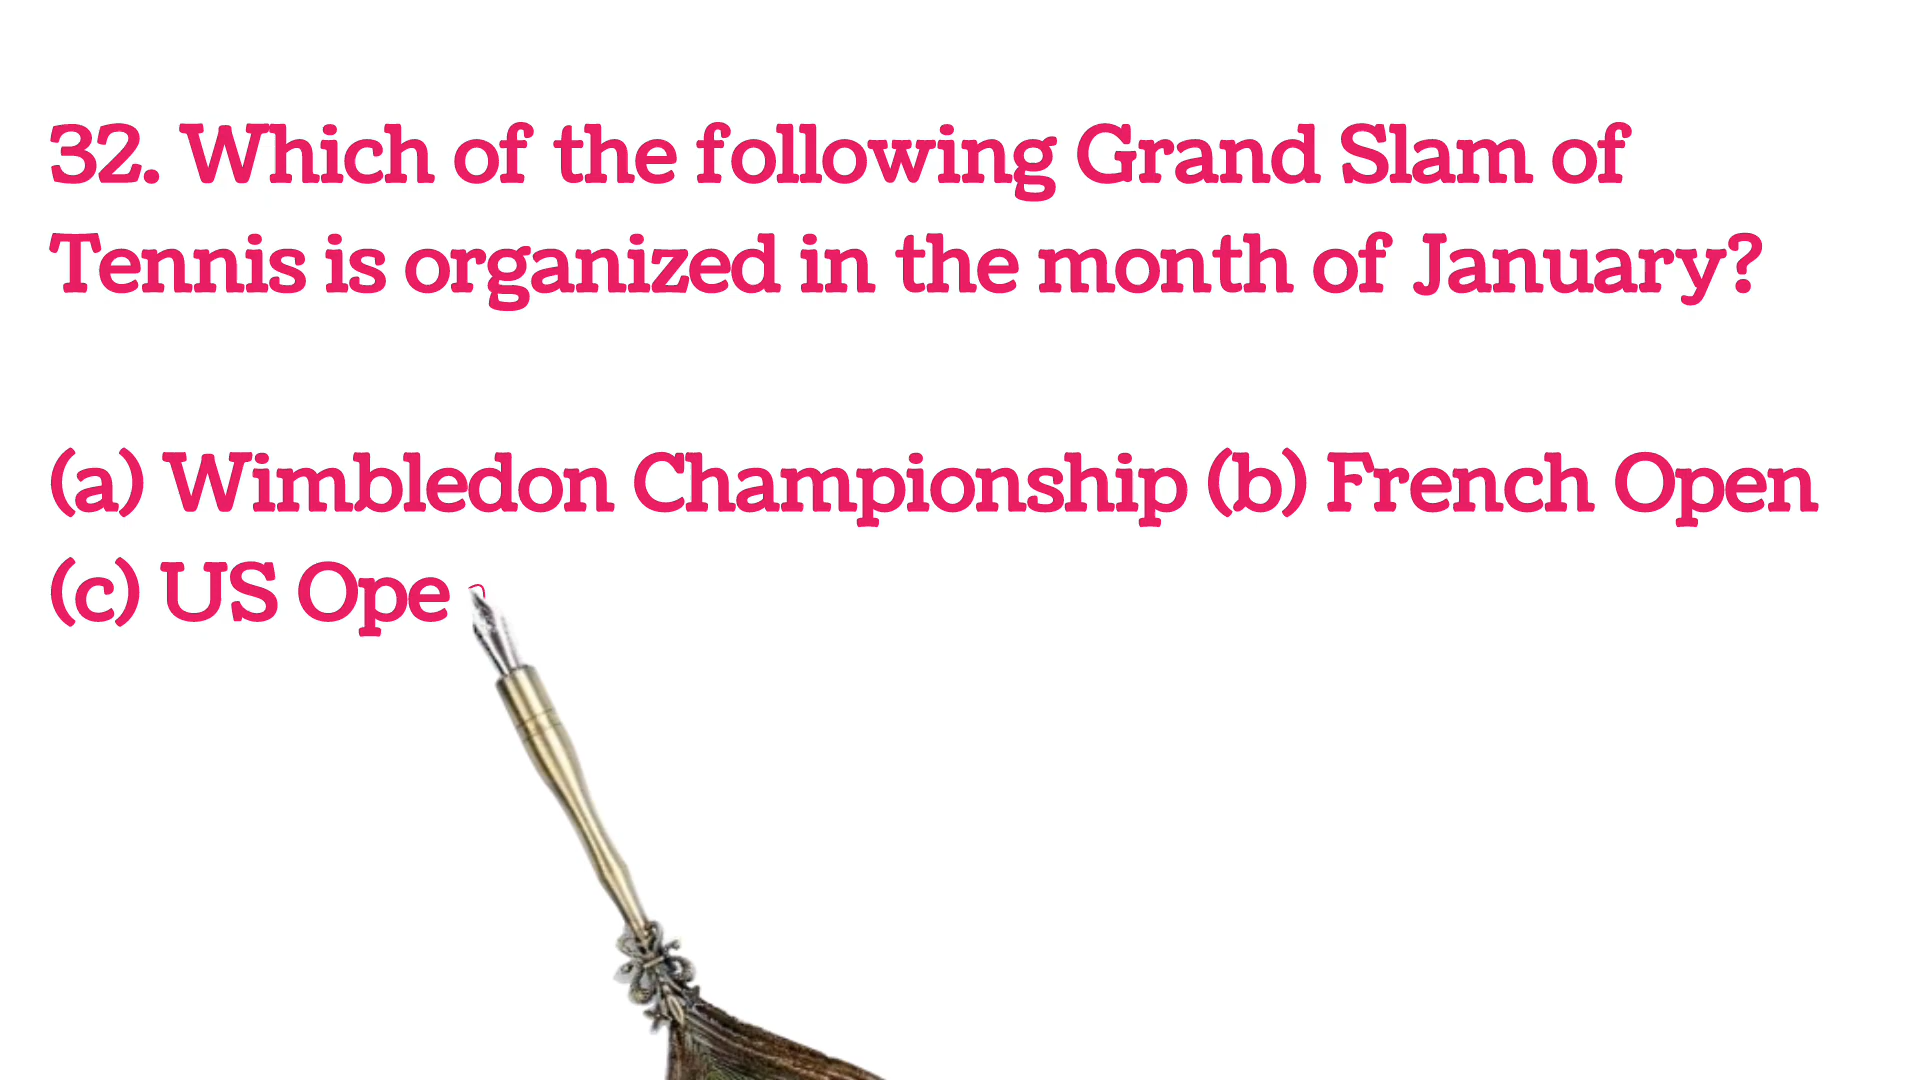 32. Which of the following Grand Slam of
Tennis is organized in the month of January?
(a) Wimbledon Championship (b) French Open
(c) US Ope